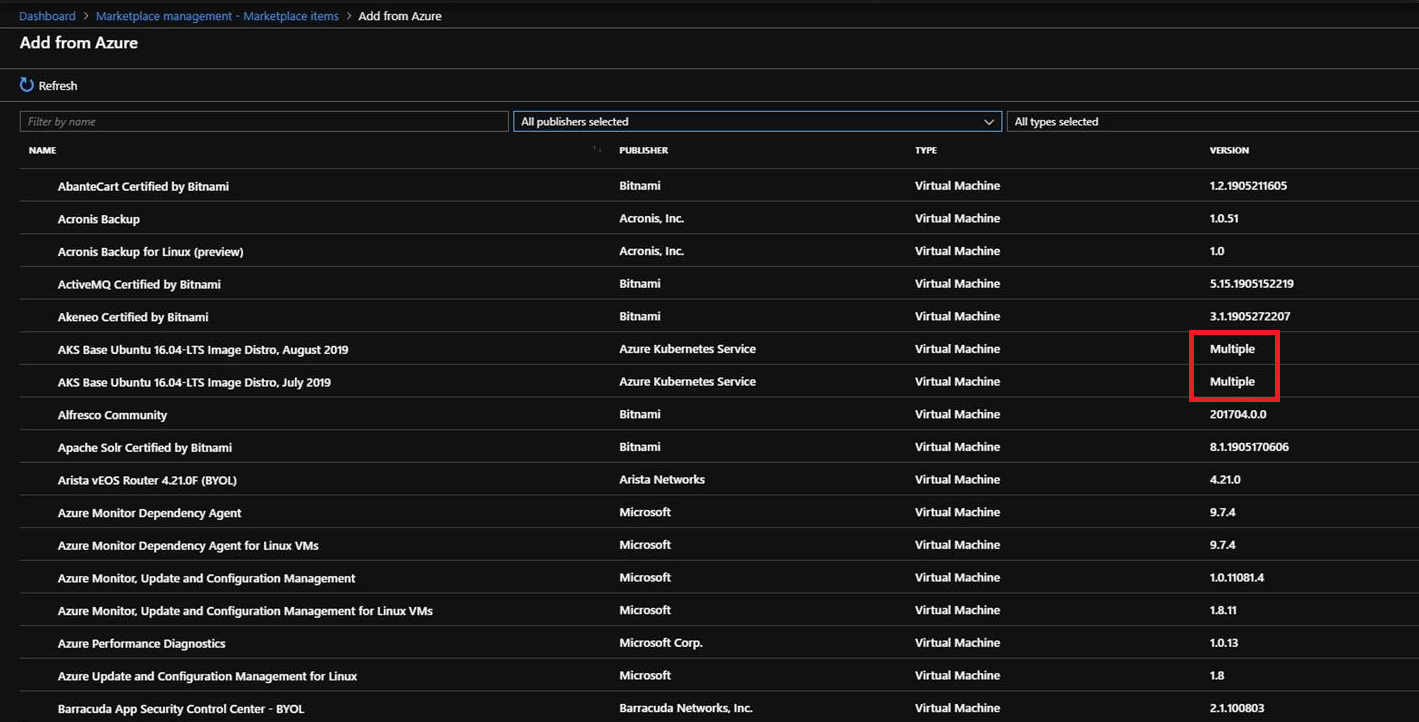 Dashboard > Marketplace management - Marketplace items > Add from Azure
Add from Azure
Refresh
Filter by name All publishers selected All types selected
NAME PUBLISHER TYPE VERSION
AbanteCart Certified by Bitnami Bitnami Virtual Machine 1.2.1905211605
Acronis Backup Acronis, Inc. Virtual Machine 1.0.51
Acronis Backup for Linux (preview) Acronis, Inc. Virtual Machine 1.0
ActiveMQ Certified by Bitnami Bitnami Virtual Machine 5.15.1905152219
Akeneo Certified by Bitnami Bitnami Virtual Machine 3.1.1905272207
AKS Base Ubuntu 16.04-LTS Image Distro, August 2019 Azure Kubernetes Service Virtual Machine Multiple
AKS Base Ubuntu 16.04-LTS Image Distro, July 2019 Azure Kubernetes Service Virtual Machine Multiple
Alfresco Community Bitnami Virtual Machine 201704.0.0
Apache Solr Certified by Bitnami Bitnami Virtual Machine 8.1.1905170606
Arista vEOS Router 4.21.0F (BYOL) Arista Networks Virtual Machine 4.21.0
Azure Monitor Dependency Agent Microsoft Virtual Machine 9.7.4
Azure Monitor Dependency Agent for Linux VMs Microsoft Virtual Machine 9.7.4
Azure Monitor, Update and Configuration Management Microsoft Virtual Machine 1.0.11081.4
Azure Monitor, Update and Configuration Management for Linux VMs Microsoft Virtual Machine 1.8.11
Azure Performance Diagnostics Microsoft Corp. Virtual Machine 1.0.13
Azure Update and Configuration Management for Linux Microsoft Virtual Machine 1.8
Barracuda App Security Control Center - BYOL Barracuda Networks, Inc. Virtual Machine 2.1.100803